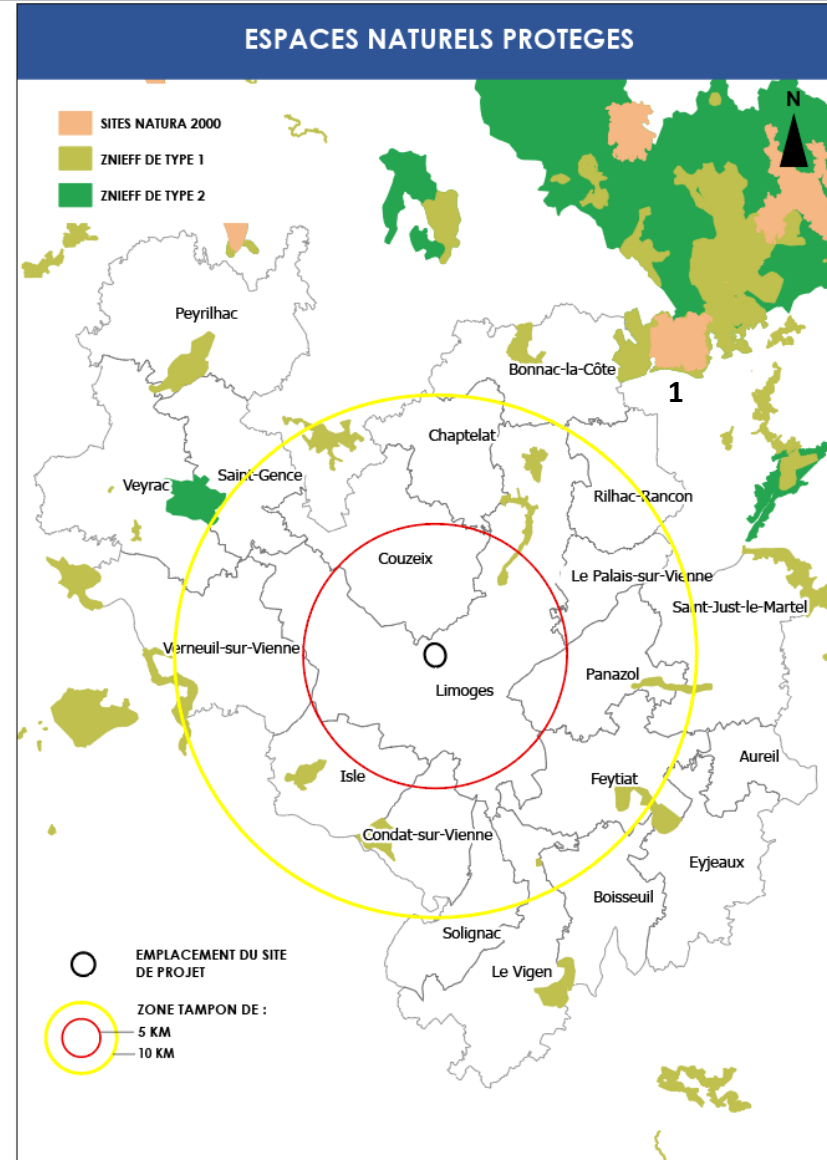 ESPACES NATURELS PROTEGES
N
SITES NATURA 2000
ZNIEFF DE TYPE 1
ZNIEFF DE TYPE 2
Peyrilhac
Bonnac-la-Côte
1
Chaptelat
Saint-Gence
Veyrac
Rilhac-Rancon
Couzeix
Le Palais-sur-Vienne
Saint-Just-le-Martel
Verneuil-sur-Vienne
Panazol
Limoges
Aureil
Isle
Feytiat
Condat-sur-Vienne
Eyjeaux
Boisseuil
Solignac
Le Vigen
EMPLACEMENT DU SITE
DE PROJET
ZONE TAMPON DE :
5 KM
10 KM